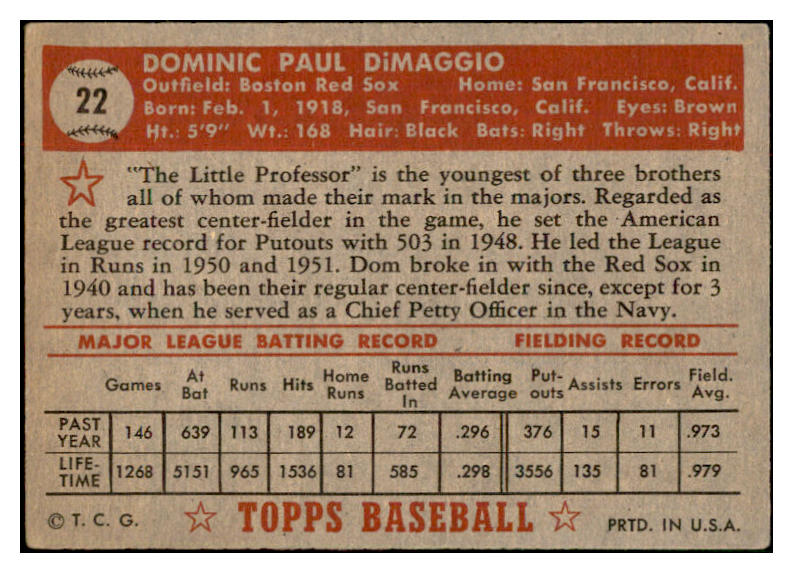 22
DOMINIC PAUL DiMAGGIO
Outfield: Boston Red Sox Home: San Francisco, Calif.
Born: Feb. 1, 1918, San Francisco, Calif. Eyes: Brown
Ht.: 5'9" Wt.: 168 Hair: Black Bats: Right Throws: Right
"The Little Professor" is the youngest of three brothers
all of whom made their mark in the majors. Regarded as
the greatest center-fielder in the game, he set the American
League record for Putouts with 503 in 1948. He led the League
in Runs in 1950 and 1951. Dom broke in with the Red Sox in
1940 and has been their regular center-fielder since, except for 3
years, when he served as a Chief Petty Officer in the Navy.
MAJOR LEAGUE BATTING RECORD FIELDING RECORD
Games At Bat Runs Hits Home Runs Runs Batted In Batting Average Put-outs Assists Errors Field. Avg.
PAST YEAR 146 639 113 189 12 72 .296 376 15 11 .973
LIFE-TIME 1268 5151 965 1536 81 585 .298 3556 135 81 .979
© T. C. G. TOPPS BASEBALL PRTD. IN U.S.A.